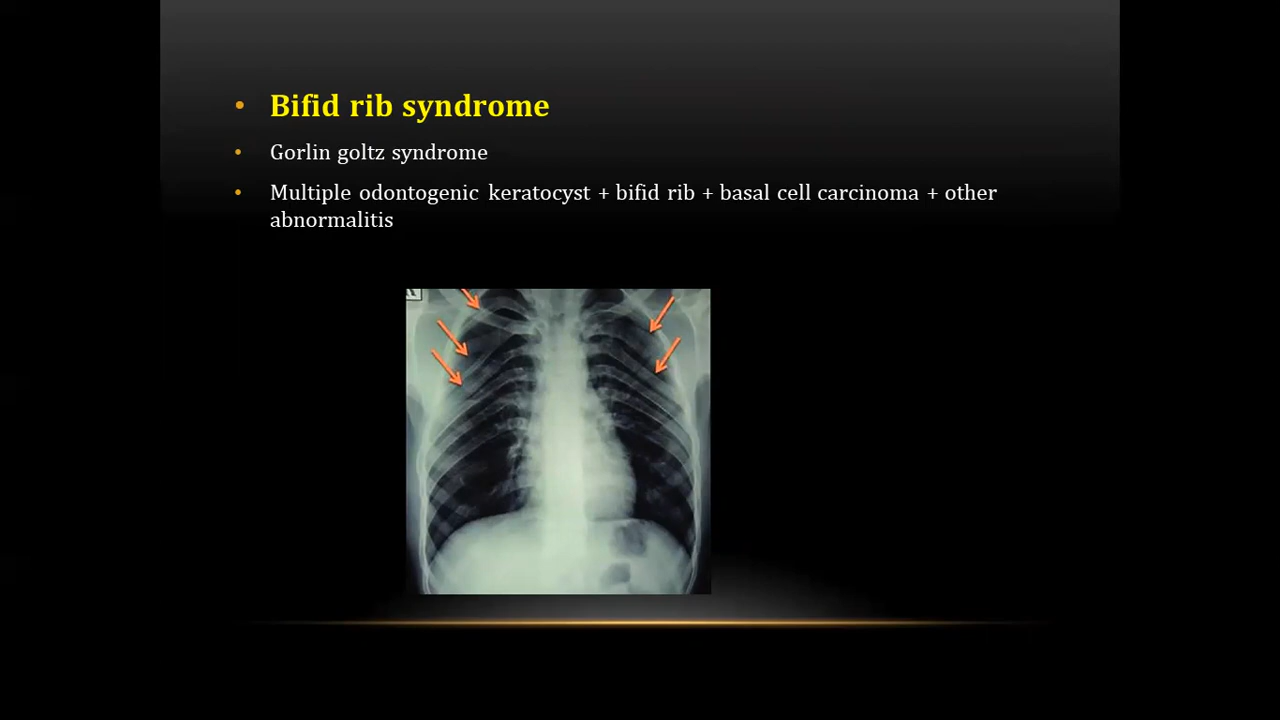 Bifid rib syndrome
Gorlin goltz syndrome
Multiple odontogenic keratocyst + bifid rib + basal cell carcinoma + other
abnormalitis